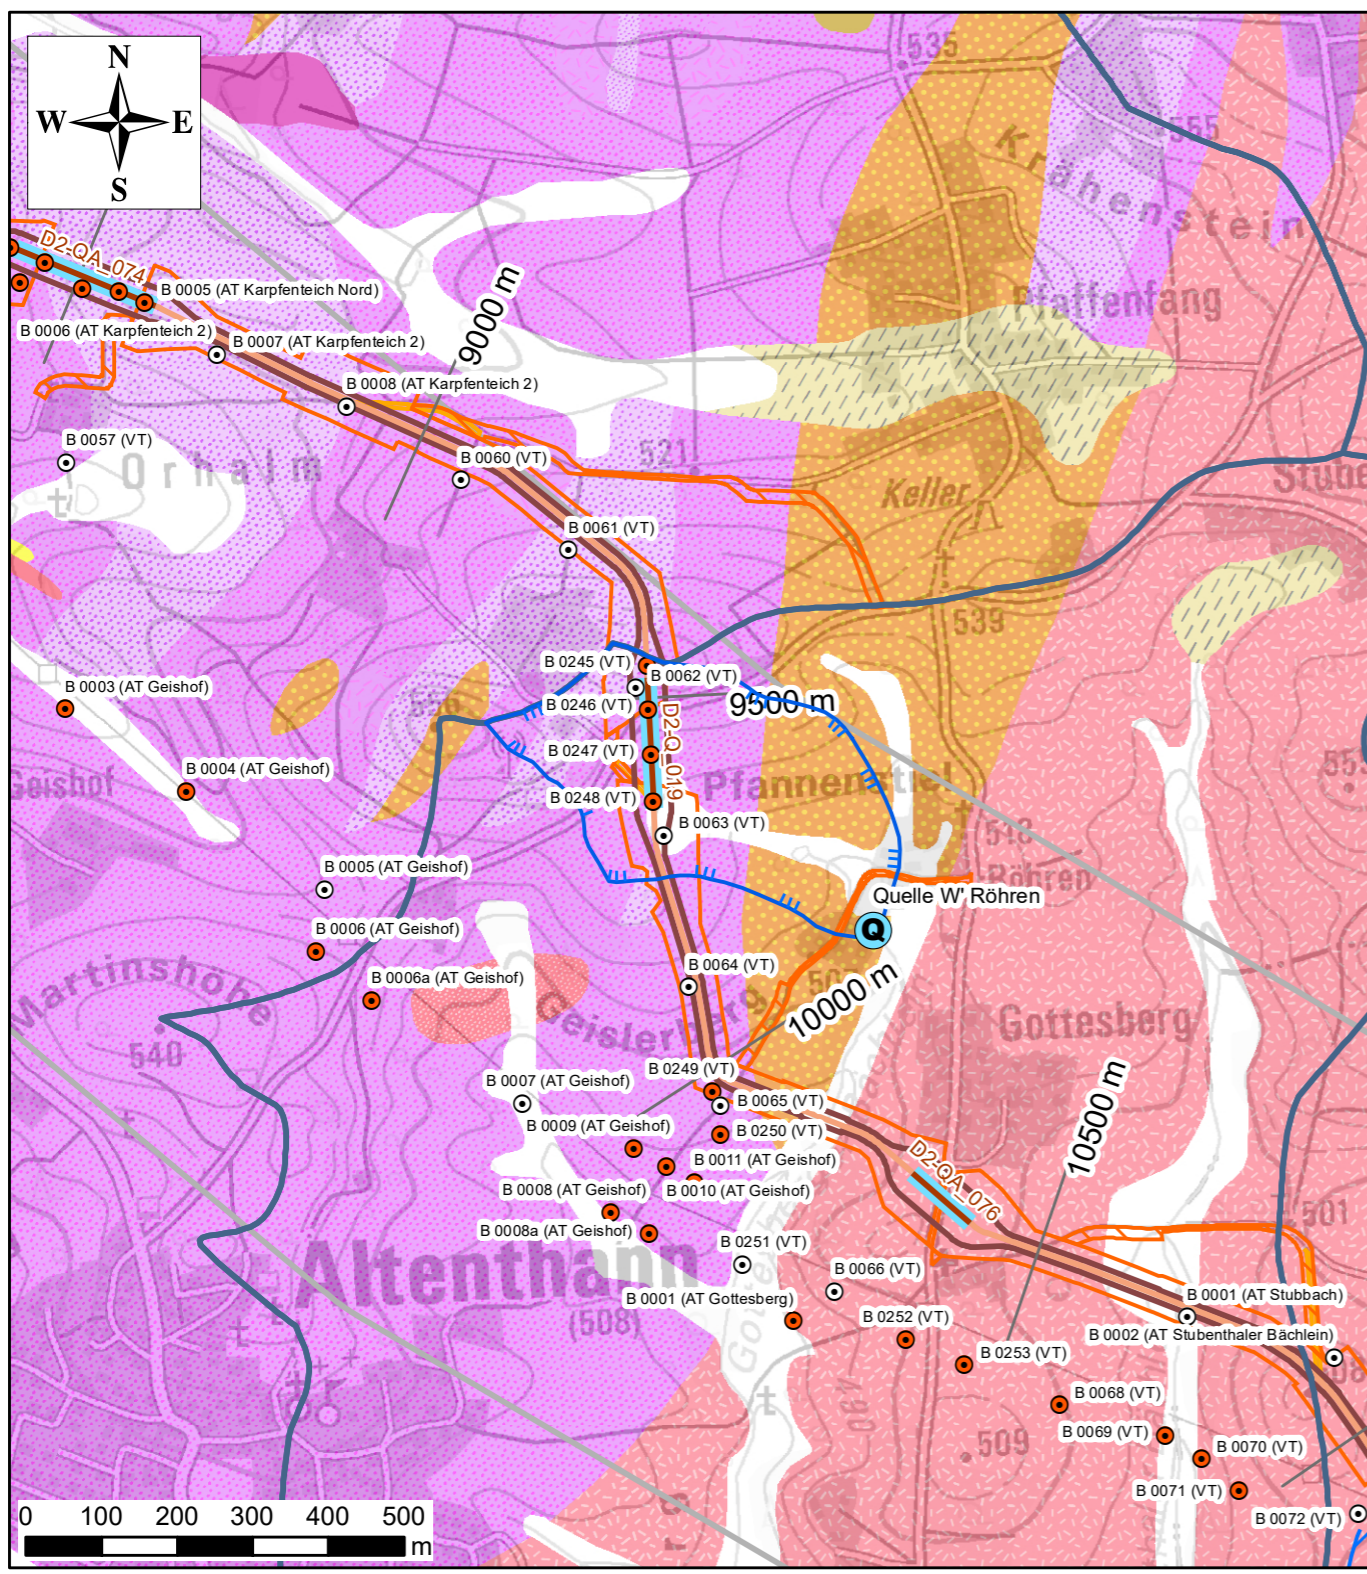 N
W E
S
535
555
Krähenstein
D2-QA_074
B 0005 (AT Karpfenteich Nord)
Pfaffenfang
B 0006 (AT Karpfenteich 2)
B 0007 (AT Karpfenteich 2)
9000 m
B 0008 (AT Karpfenteich 2)
B 0057 (VT)
Orhalm
B 0060 (VT)
521
Keller
Stube
B 0061 (VT)
539
B 0245 (VT)
B 0062 (VT)
B 0003 (AT Geishof)
556
B 0246 (VT)
9500 m
D2-Q_019
B 0247 (VT)
B 0004 (AT Geishof)
Geishof
Pfannenstiel
55
B 0248 (VT)
B 0063 (VT)
513
Röhren
B 0005 (AT Geishof)
Quelle W' Röhren
Q
B 0006 (AT Geishof)
B 0064 (VT)
B 0006a (AT Geishof)
Martinshöhe
540
Geislerberg
503
10000 m
Gottesberg
B 0007 (AT Geishof)
B 0249 (VT)
B 0065 (VT)
10500 m
B 0009 (AT Geishof)
B 0250 (VT)
B 0011 (AT Geishof)
D2-QA_076
B 0008 (AT Geishof)
B 0010 (AT Geishof)
B 0008a (AT Geishof)
501
Altenthann
(508)
B 0251 (VT)
B 0066 (VT)
B 0001 (AT Gottesberg)
B 0001 (AT Stubbach)
B 0252 (VT)
B 0002 (AT Stubenthaler Bächlein)
B 0253 (VT)
508
490
B 0068 (VT)
B 0069 (VT)
509
B 0070 (VT)
B 0071 (VT)
B 0072 (VT)
0 100 200 300 400 500
m